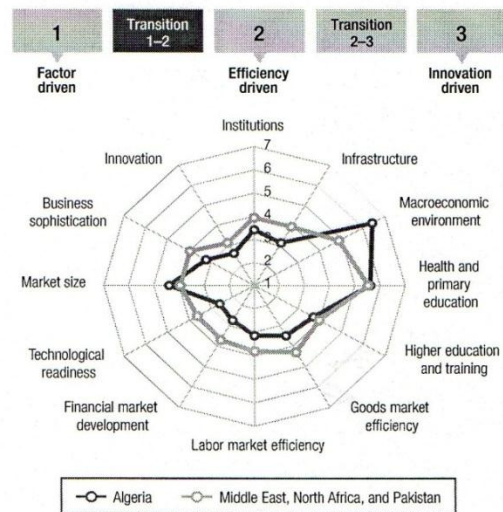 1
Transition
1–2
2
Transition
2–3
3
Factor
driven
Efficiency
driven
Innovation
driven
Institutions
7
6
5
4
3
2
1
Innovation
Infrastructure
Business
sophistication
Macroeconomic
environment
Market size
Health and
primary
education
Technological
readiness
Higher education
and training
Financial market
development
Goods market
efficiency
Labor market efficiency
Algeria
Middle East, North Africa, and Pakistan